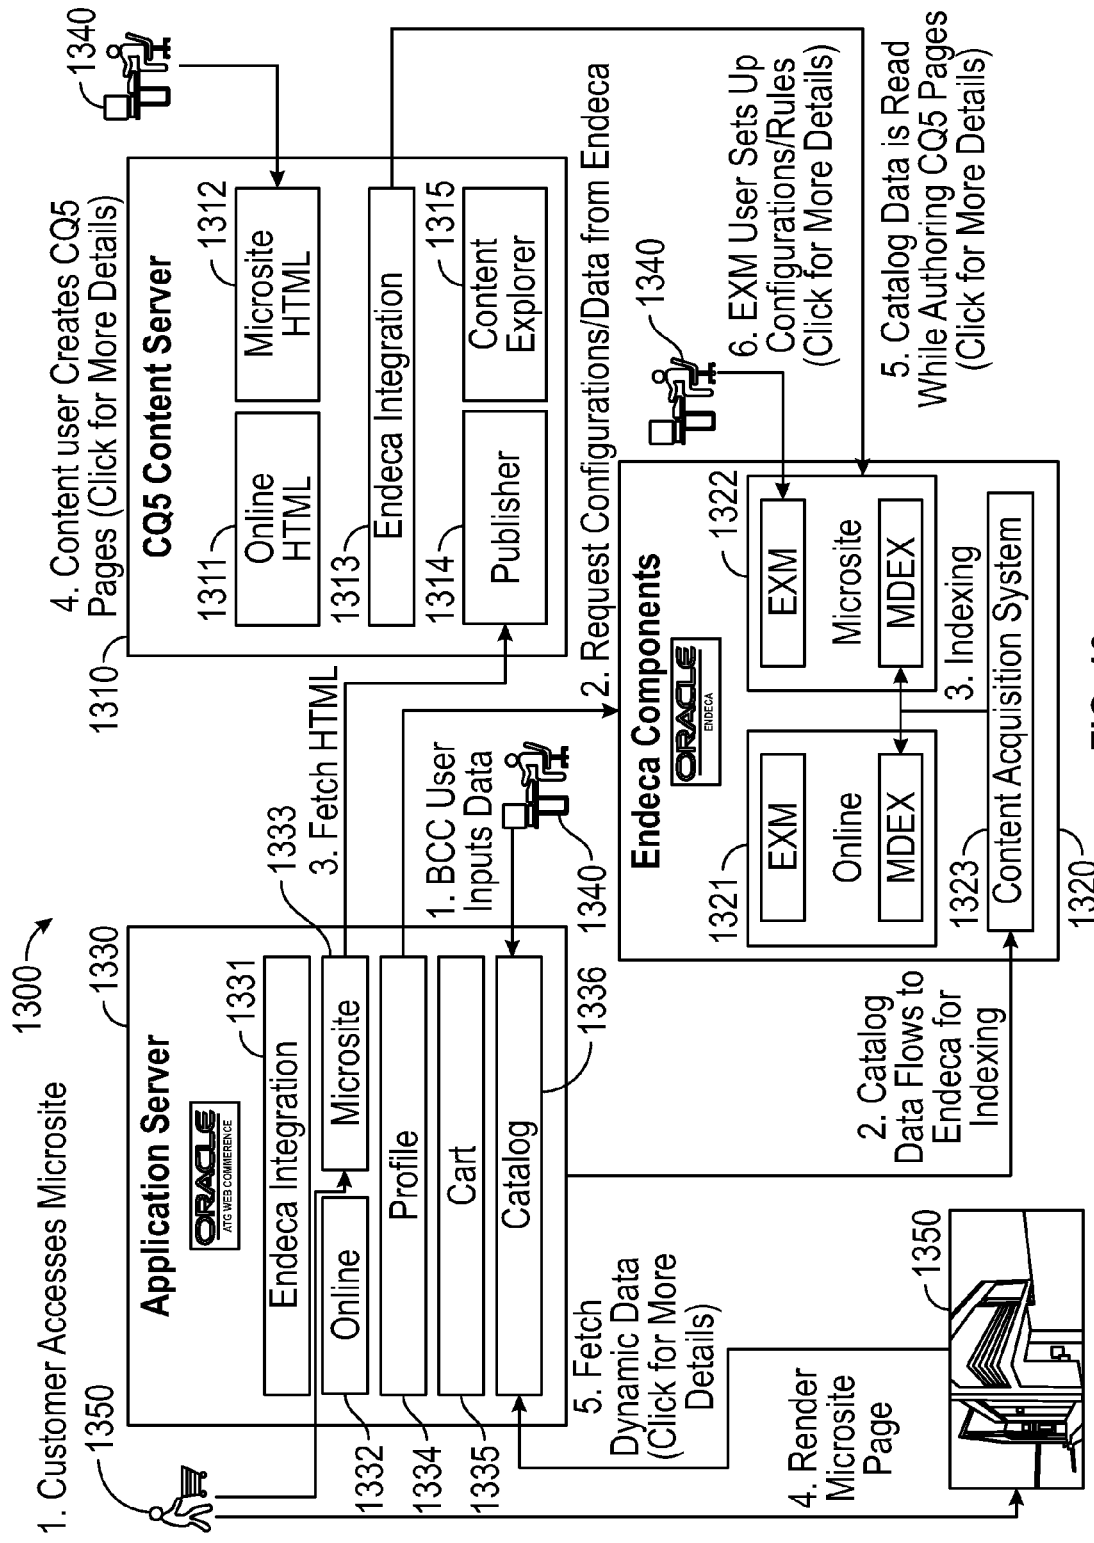 1300
1. Customer Accesses Microsite
1350
1330
Application Server
ORACLE
ATG WEB COMMERENCE
Endeca Integration
1331
Online
1332
Microsite
1333
Profile
1334
Cart
1335
Catalog
1336
3. Fetch HTML
1. BCC User
Inputs Data
1340
4. Content user Creates CQ5
Pages (Click for More Details)
1310
CQ5 Content Server
1340
Online
HTML
1311
Microsite
HTML
1312
Endeca Integration
1313
Publisher
1314
Content
Explorer
1315
2. Request Configurations/Data from Endeca
5. Fetch
Dynamic Data
(Click for More
Details)
4. Render
Microsite
Page
1350
2. Catalog
Data Flows to
Endeca for
Indexing
Endeca Components
ORACLE
ENDECA
1321
EXM
Online
MDEX
1322
EXM
Microsite
MDEX
3. Indexing
1323
Content Acquisition System
1320
1340
6. EXM User Sets Up
Configurations/Rules
(Click for More Details)
5. Catalog Data is Read
While Authoring CQ5 Pages
(Click for More Details)